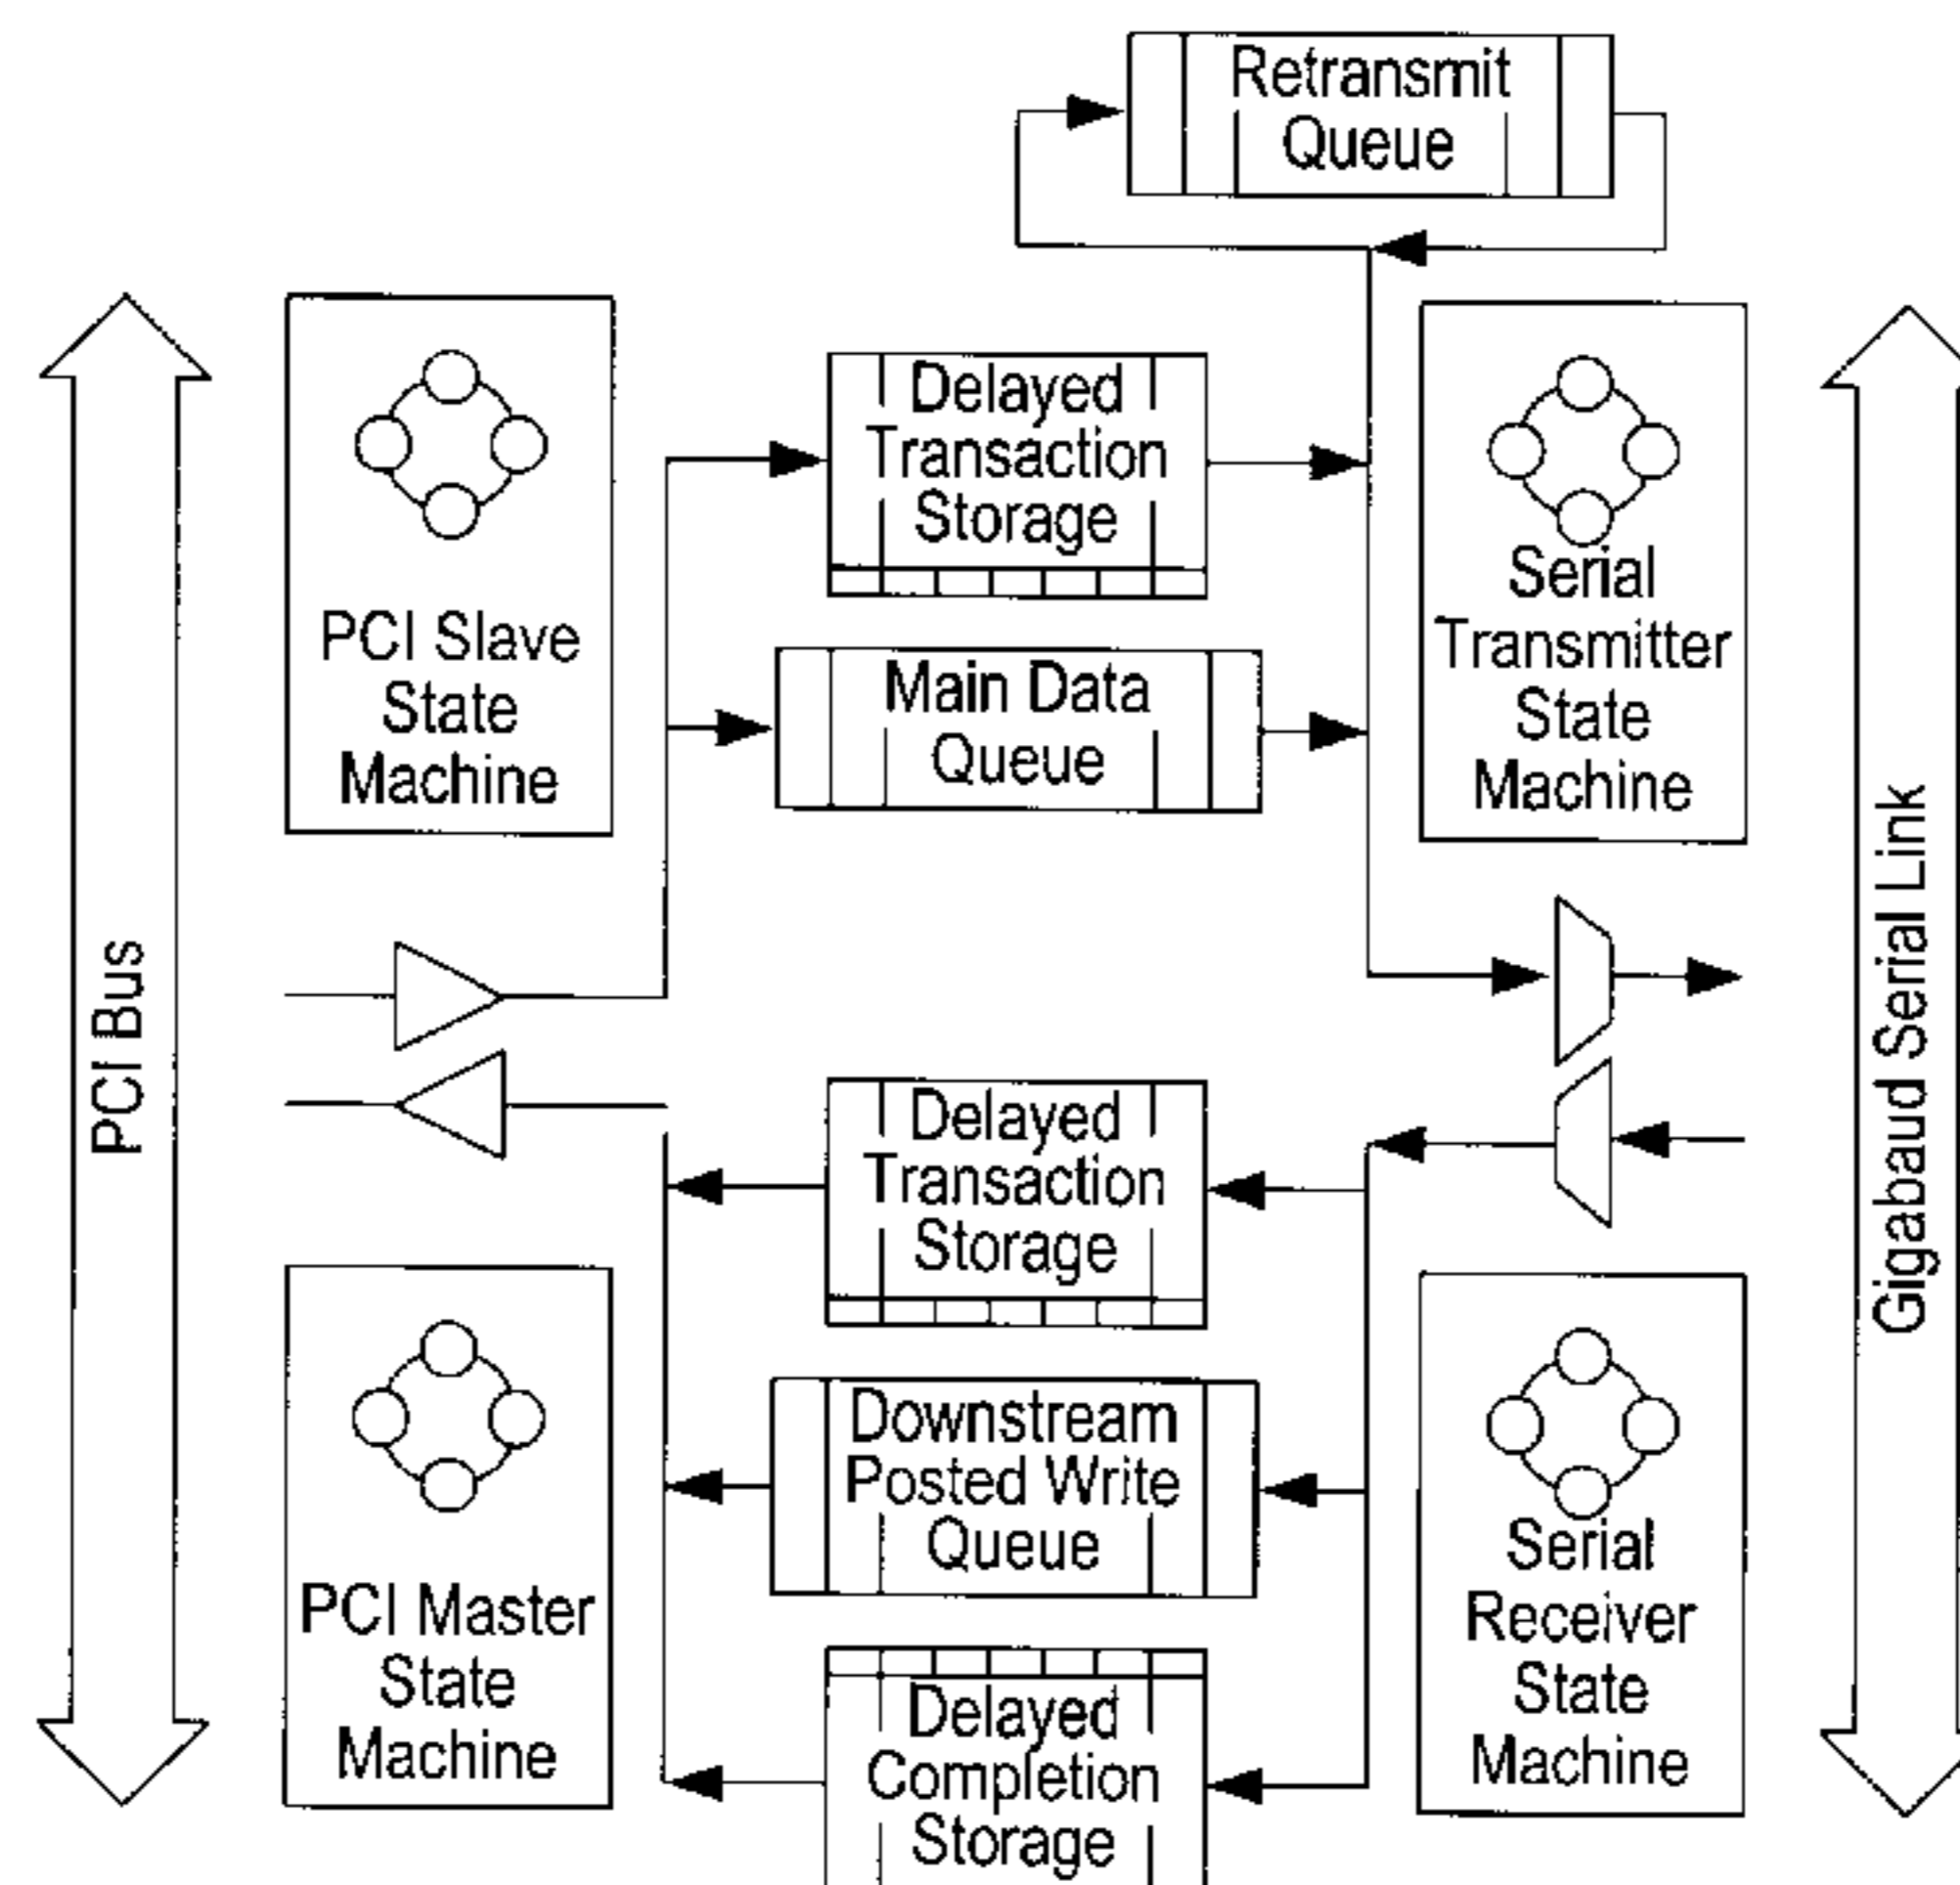 Retransmit
Queue
Delayed
Transaction
Storage
PCI Slave
State
Machine
Main Data
Queue
Serial
Transmitter
State
Machine
PCI Bus
Gigabaud Serial Link
Delayed
Transaction
Storage
Downstream
Posted Write
Queue
PCI Master
State
Machine
Delayed
Completion
Storage
Serial
Receiver
State
Machine